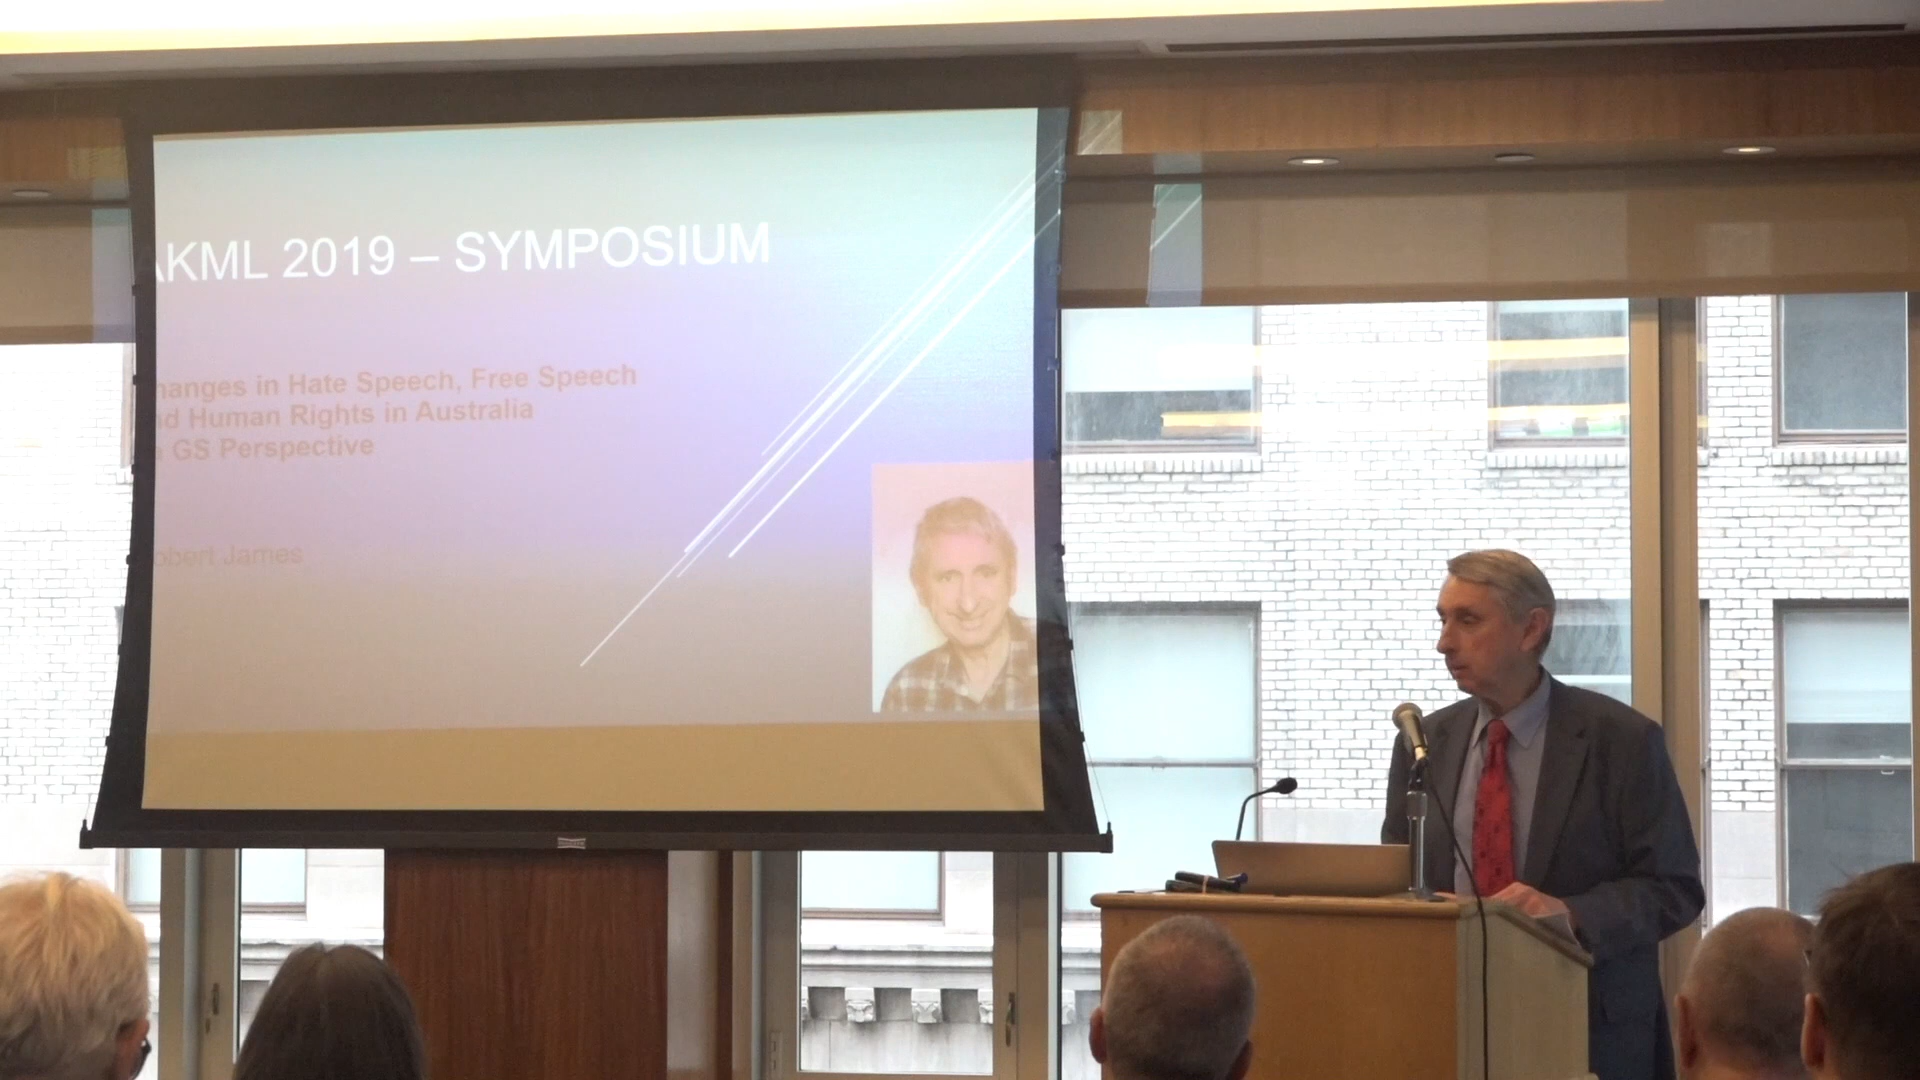 AKML 2019 – SYMPOSIUM
hanges in Hate Speech, Free Speech
nd Human Rights in Australia
a GS Perspective
obert James